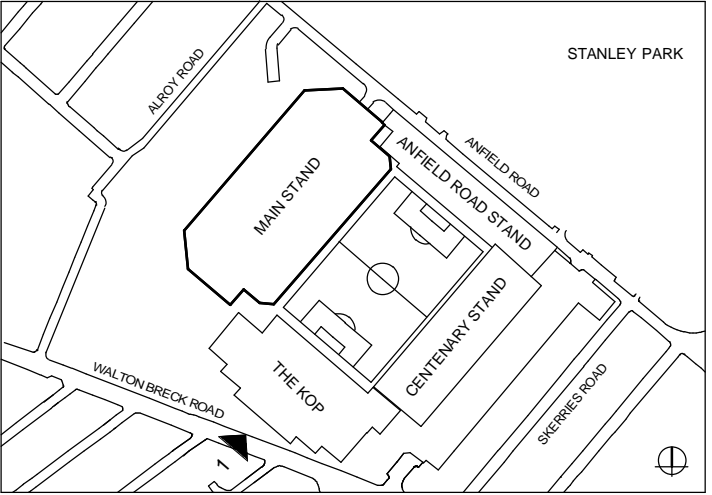 STANLEY PARK
ALROY ROAD
ANFIELD ROAD
ANFIELD ROAD STAND
MAIN STAND
CENTENARY STAND
THE KOP
WALTON BRECK ROAD
SKERRIES ROAD
1